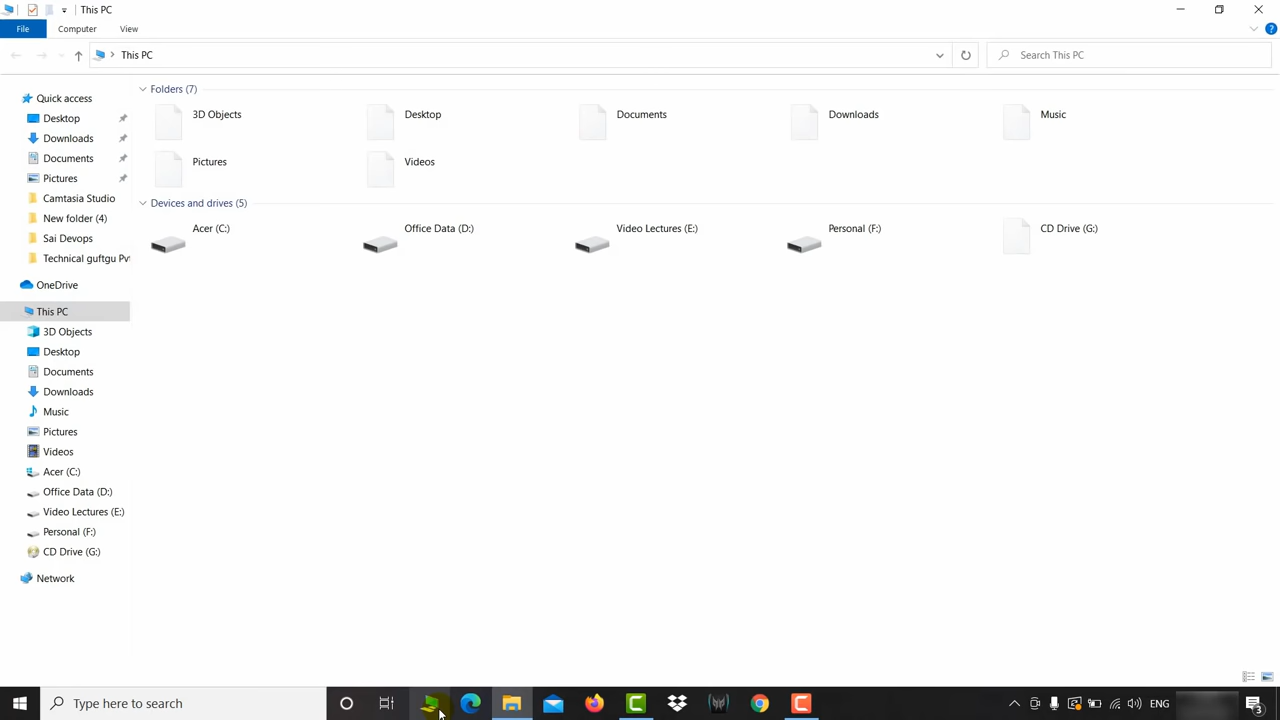 This PC
File Computer View
This PC
Search This PC
Quick access
Desktop
Downloads
Documents
Pictures
Camtasia Studio
New folder (4)
Sai Devops
Technical guftgu Pv
OneDrive
This PC
3D Objects
Desktop
Documents
Downloads
Music
Pictures
Videos
Acer (C:)
Office Data (D:)
Video Lectures (E:)
Personal (F:)
CD Drive (G:)
Network
Folders (7)
3D Objects Desktop Documents Downloads Music
Pictures Videos
Devices and drives (5)
Acer (C:) Office Data (D:) Video Lectures (E:) Personal (F:) CD Drive (G:)
Type here to search
ENG
3